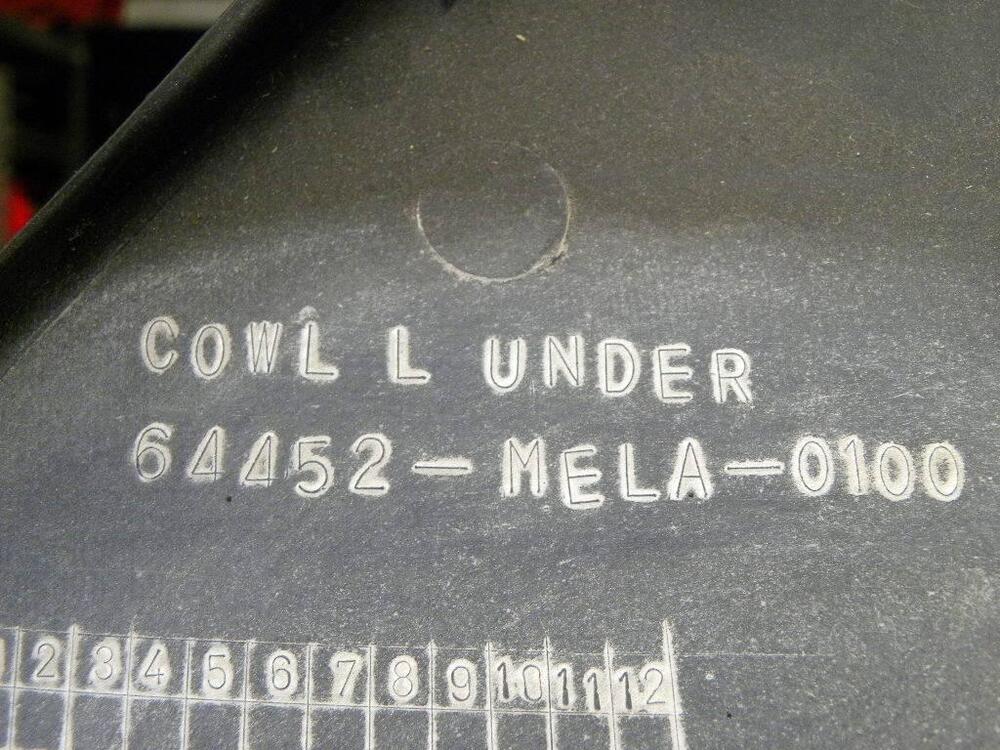 COWL L UNDER
64452-MELA-0100
2 3 4 5 6 7 8 9 10 11 12